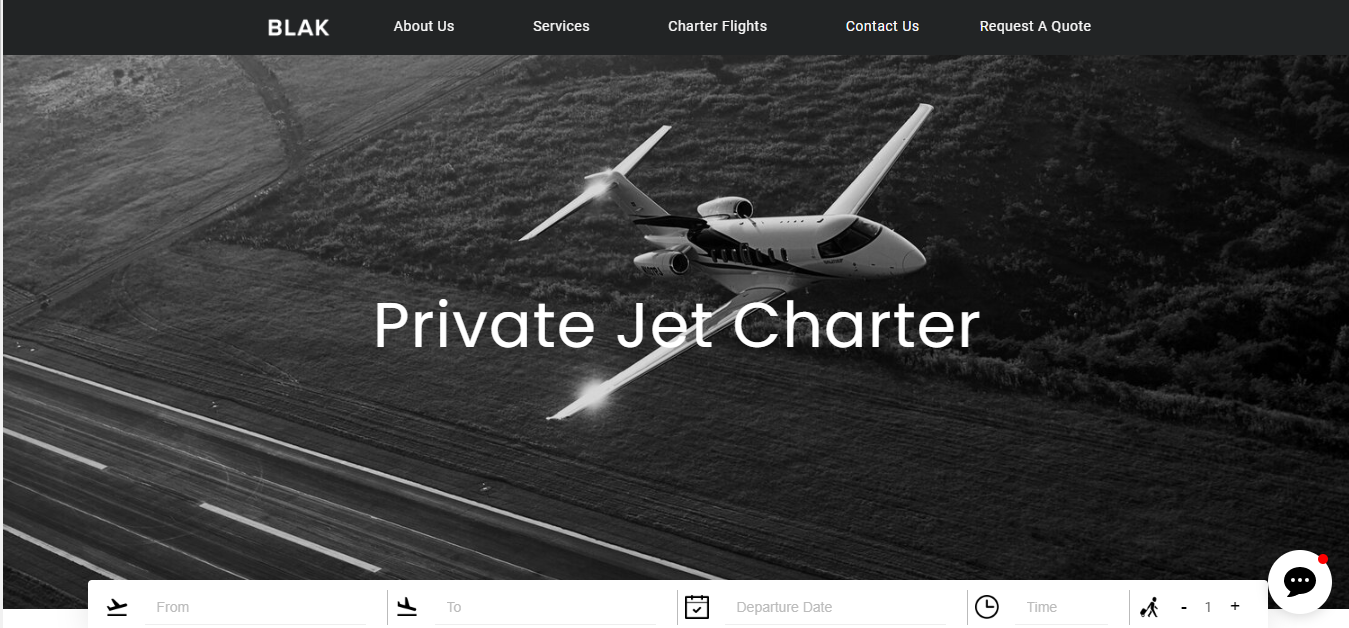 BLAK About Us Services Charter Flights Contact Us Request A Quote
Private Jet Charter
From To Departure Date Time - 1 +